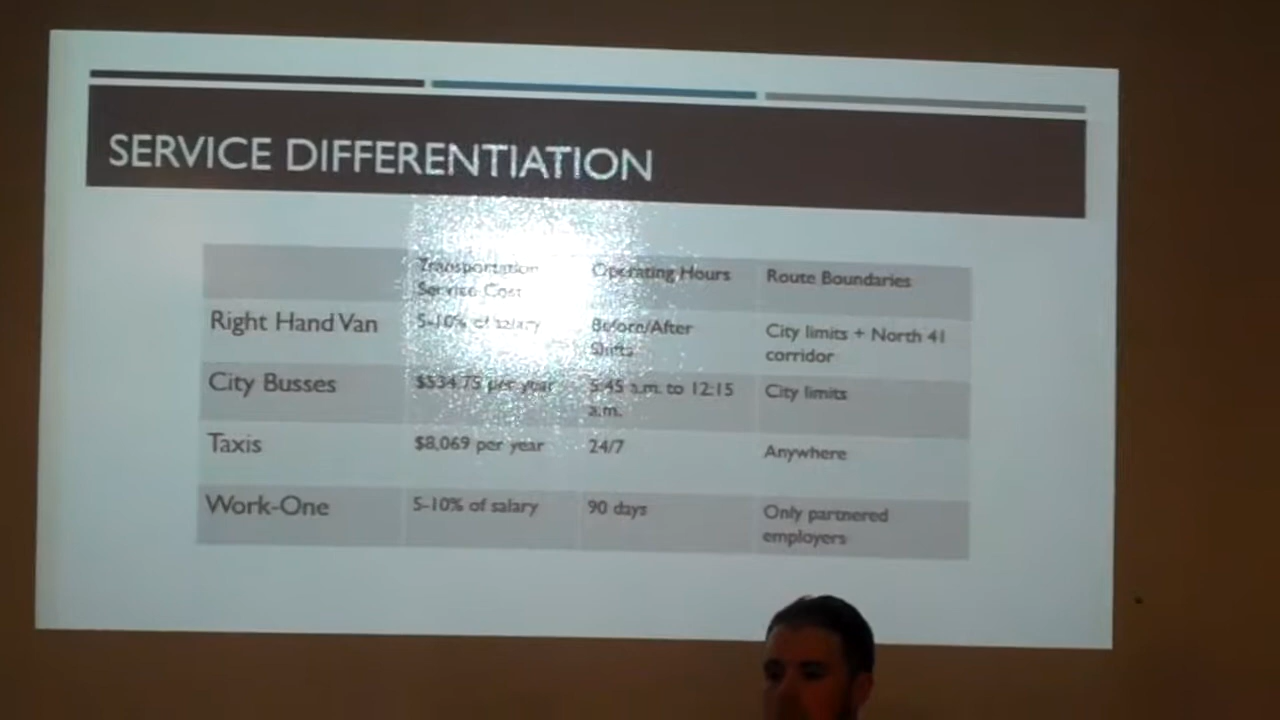 SERVICE DIFFERENTIATION
Transportation Operating Hours Route Boundaries
Service Cost
Right Hand Van 5-10% of salary Before/After City limits + North 41
Shifts corridor
City Busses $534.75 per year 5:45 a.m. to 12:15 City limits
a.m.
Taxis $8,069 per year 24/7 Anywhere
Work-One 5-10% of salary 90 days Only partnered
employers